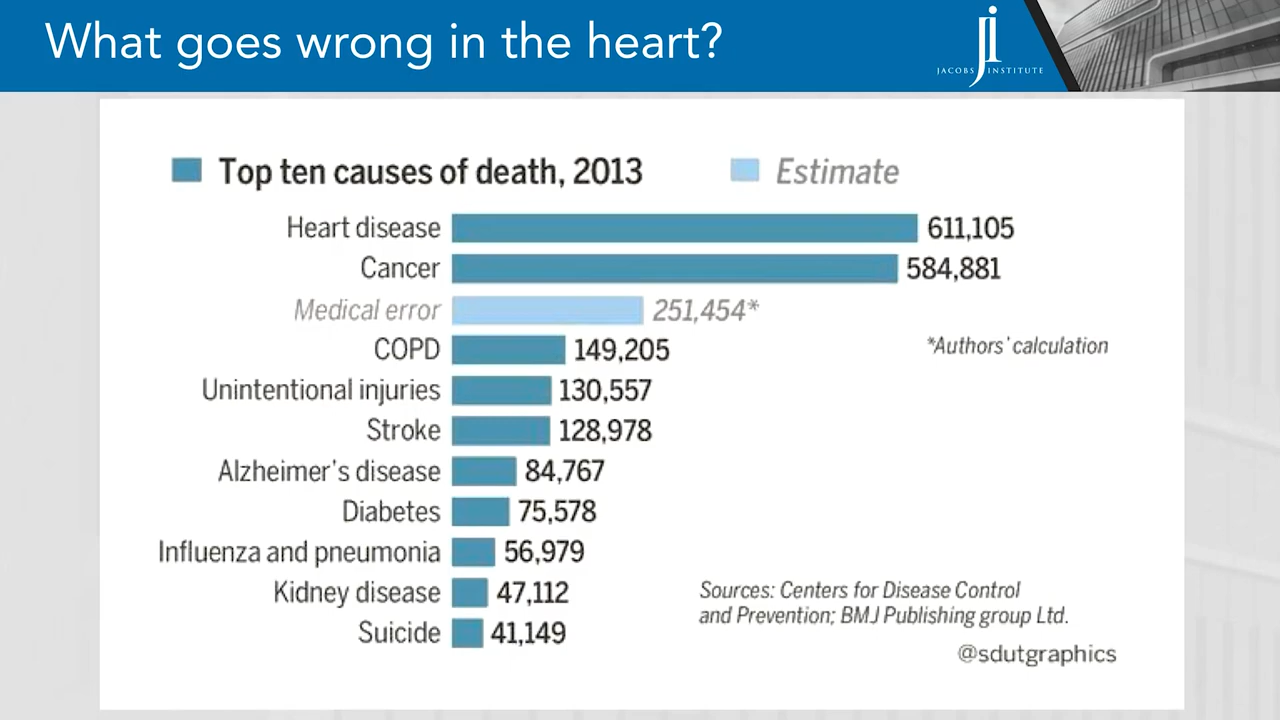 What goes wrong in the heart?
JACOBS INSTITUTE
Top ten causes of death, 2013
Estimate
Heart disease 611,105
Cancer 584,881
Medical error 251,454*
COPD 149,205
*Authors' calculation
Unintentional injuries 130,557
Stroke 128,978
Alzheimer's disease 84,767
Diabetes 75,578
Influenza and pneumonia 56,979
Kidney disease 47,112
Suicide 41,149
Sources: Centers for Disease Control
and Prevention; BMJ Publishing group Ltd.
@sdutgraphics